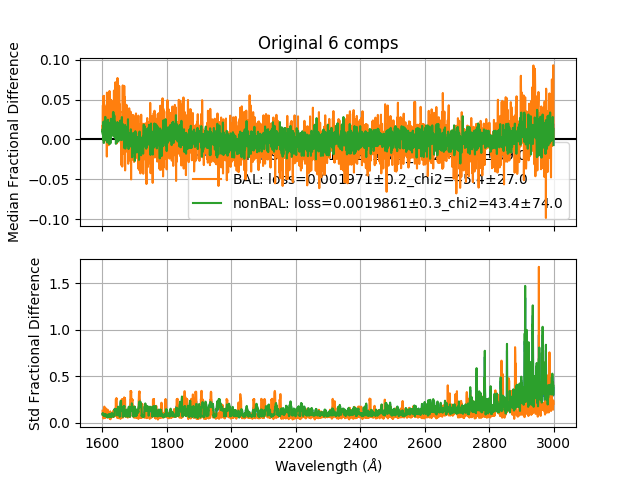 Original 6 comps
Median Fractional Difference
0.10
0.05
0.00
−0.05
−0.10
BAL: loss=0.001971±0.2_chi2= ±27.0
nonBAL: loss=0.0019861±0.3_chi2=43.4±74.0
Std Fractional Difference
1.5
1.0
0.5
0.0
1600 1800 2000 2200 2400 2600 2800 3000
Wavelength (Å)